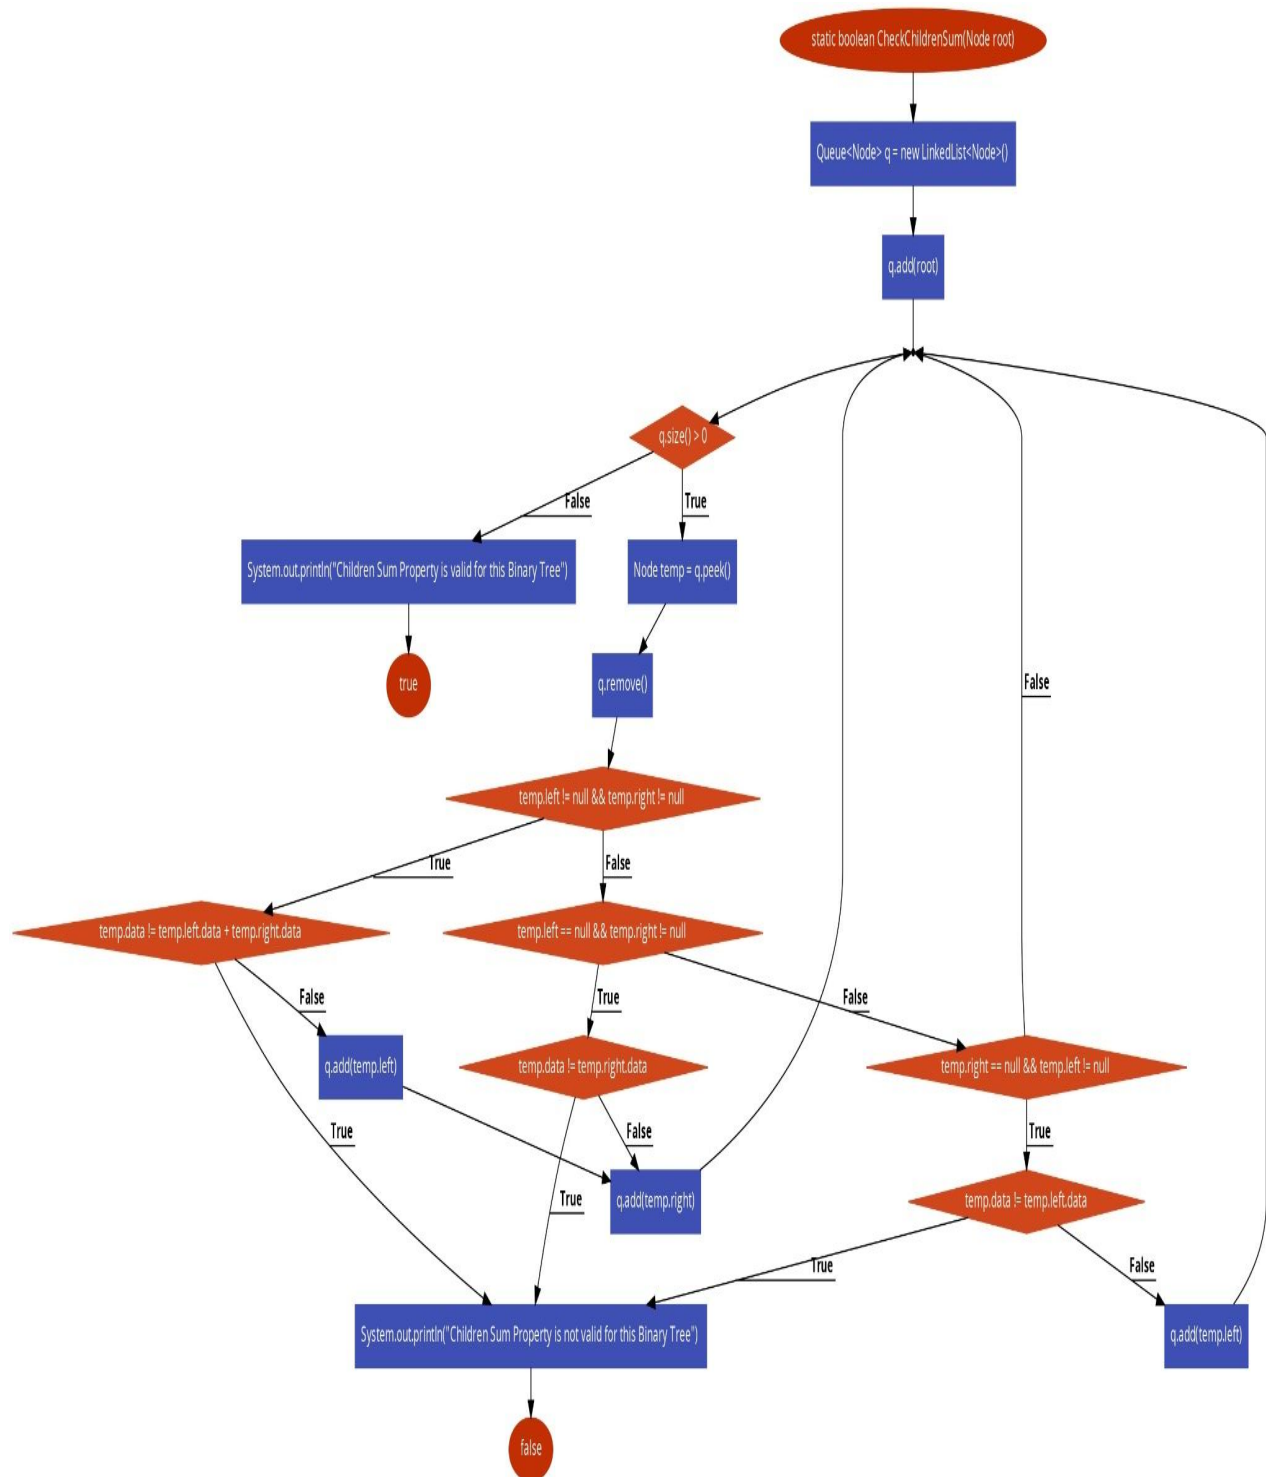 static boolean CheckChildrenSum(Node root)
Queue<Node> q = new LinkedList<Node>()
q.add(root)
q.size() > 0
False
True
System.out.println("Children Sum Property is valid for this Binary Tree")
Node temp = q.peek()
true
q.remove()
False
temp.left != null && temp.right != null
True
False
temp.data != temp.left.data + temp.right.data
temp.left == null && temp.right != null
False
True
False
q.add(temp.left)
temp.data != temp.right.data
temp.right == null && temp.left != null
True
False
True
True
q.add(temp.right)
temp.data != temp.left.data
True
False
System.out.println("Children Sum Property is not valid for this Binary Tree")
q.add(temp.left)
false